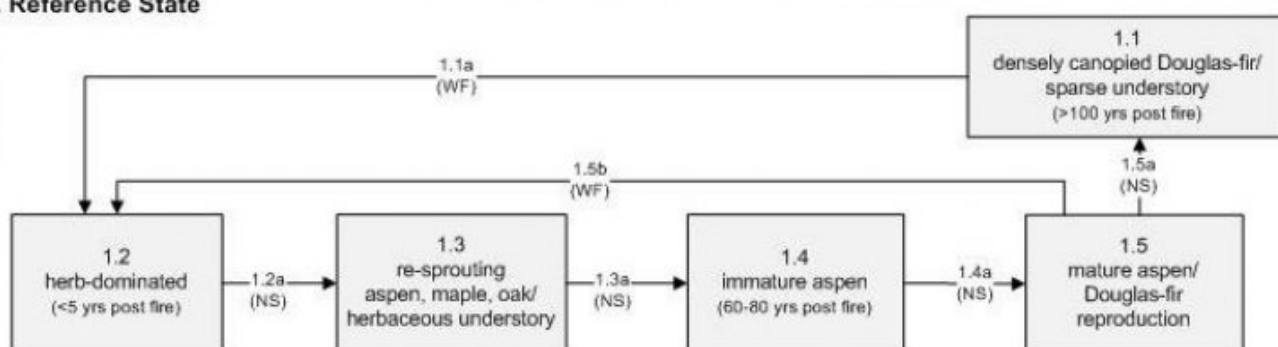 Reference State
1.1
densely canopied Douglas-fir/
sparse understory
(>100 yrs post fire)
1.1a
(WF)
1.5b
(WF)
1.5a
(NS)
1.2
herb-dominated
(<5 yrs post fire)
1.2a
(NS)
1.3
re-sprouting
aspen, maple, oak/
herbaceous understory
1.3a
(NS)
1.4
immature aspen
(60-80 yrs post fire)
1.4a
(NS)
1.5
mature aspen/
Douglas-fir
reproduction